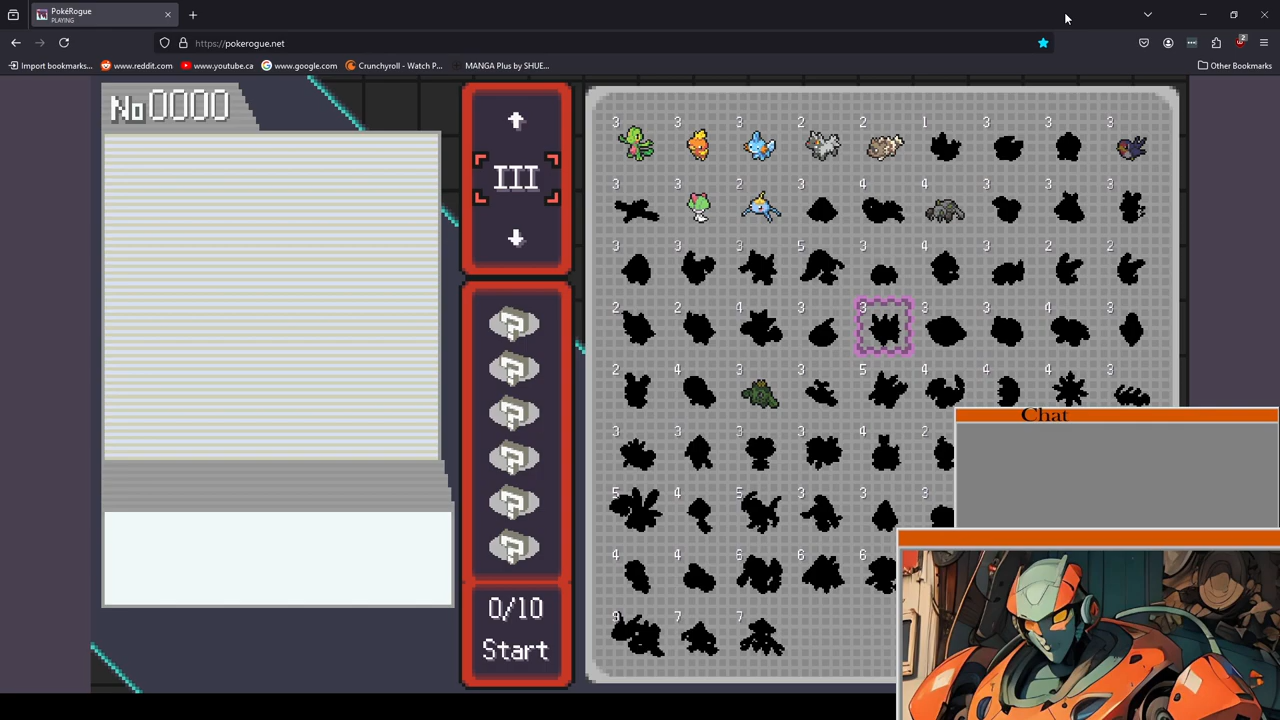 PokéRogue
PLAYING
https://pokerogue.net
2
Import bookmarks...
www.reddit.com
www.youtube.ca
www.google.com
Crunchyroll - Watch P...
MANGA Plus by SHUE...
Other Bookmarks
No0000
III
0/10
Start
3 3 3 2 2 1 3 3 3
3 3 2 3 4 4 3 3 3
3 3 3 5 3 4 3 2 2
2 2 4 3 3 3 3 4 3
2 4 3 3 5 4 4 4 3
3 3 3 3 4 2
5 4 5 3 3 3
4 4 6 6 6
9 7 7
Chat